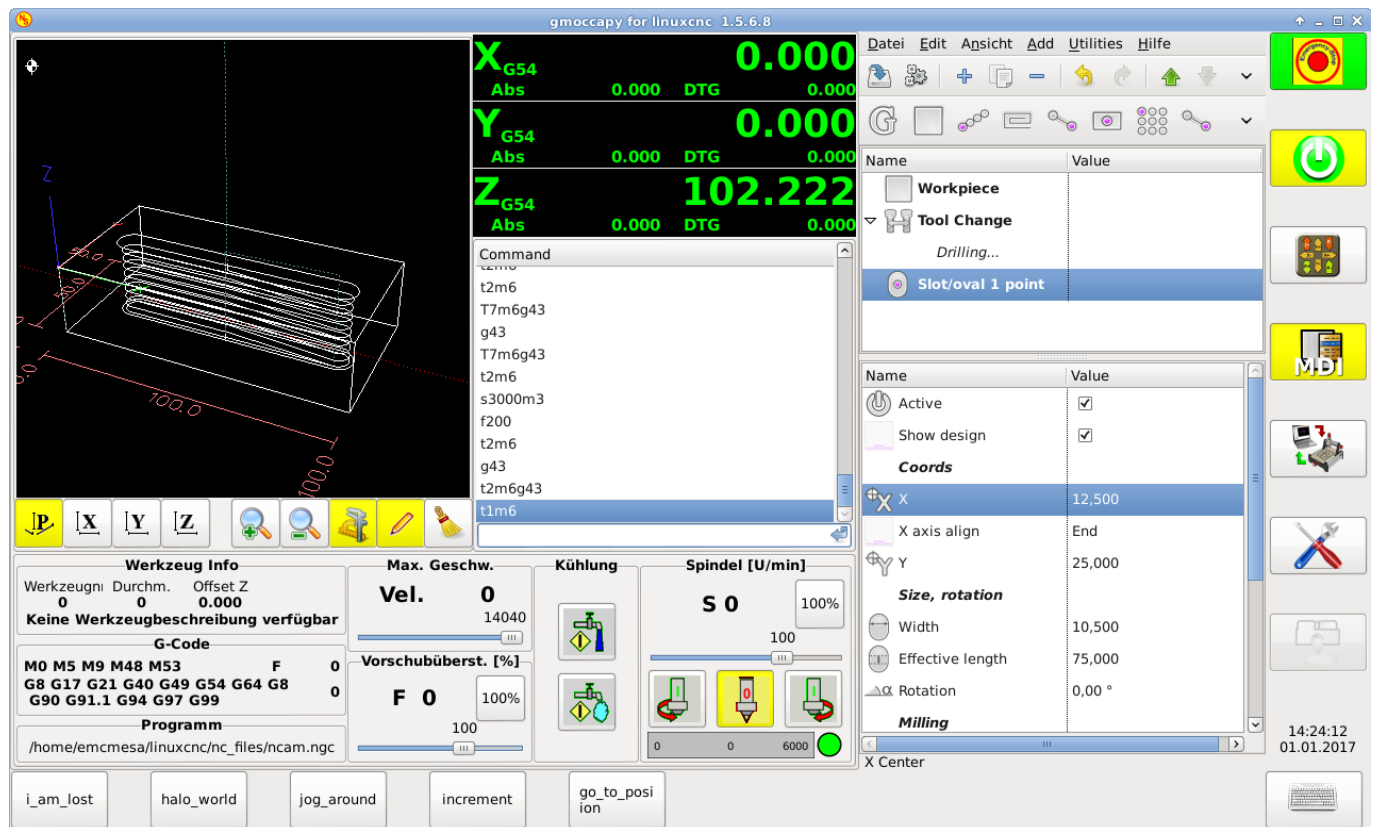 gmoccapy for linuxcnc 1.5.6.8
X G54 0.000
Abs 0.000 DTG 0.000
Y G54 0.000
Abs 0.000 DTG 0.000
Z G54 102.222
Abs 0.000 DTG 0.000
Z
50.0
100.0
100.0
Command
t2m6
t2m6
T7m6g43
g43
T7m6g43
t2m6
s3000m3
f200
t2m6
g43
t2m6g43
t1m6
P
X
Y
Z
Datei Edit Ansicht Add Utilities Hilfe
G
Name Value
Workpiece
Tool Change
Drilling...
Slot/oval 1 point
Name Value
Active
Show design
Coords
X 12,500
X axis align End
Y 25,000
Size, rotation
Width 10,500
Effective length 75,000
Rotation 0,00 °
Milling
X Center
Emergency-Stop
MDI
14:24:12
01.01.2017
Werkzeug Info
Werkzeugn Durchm. Offset Z
0 0 0.000
Keine Werkzeugbeschreibung verfügbar
G-Code
M0 M5 M9 M48 M53 F 0
G8 G17 G21 G40 G49 G54 G64 G8 0
G90 G91.1 G94 G97 G99
Programm
/home/emcmesa/linuxcnc/nc_files/ncam.ngc
Max. Geschw.
Vel. 0
14040
Vorschubüberst. [%]
F 0 100%
100
Kühlung
Spindel [U/min]
S 0 100%
100
0 0 6000
i_am_lost
halo_world
jog_around
increment
go_to_posi
ion